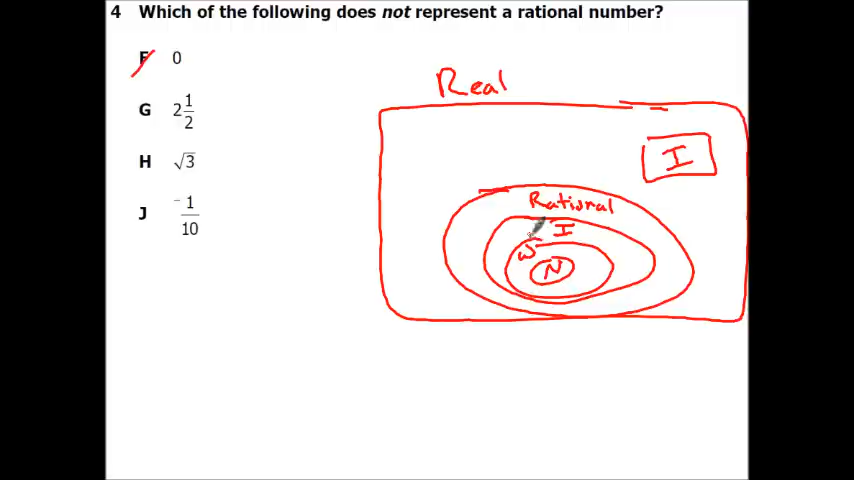 4 Which of the following does not represent a rational number?
F 0
G 2 1/2
H √3
J -1/10
Real
I
Rational
I
W
N